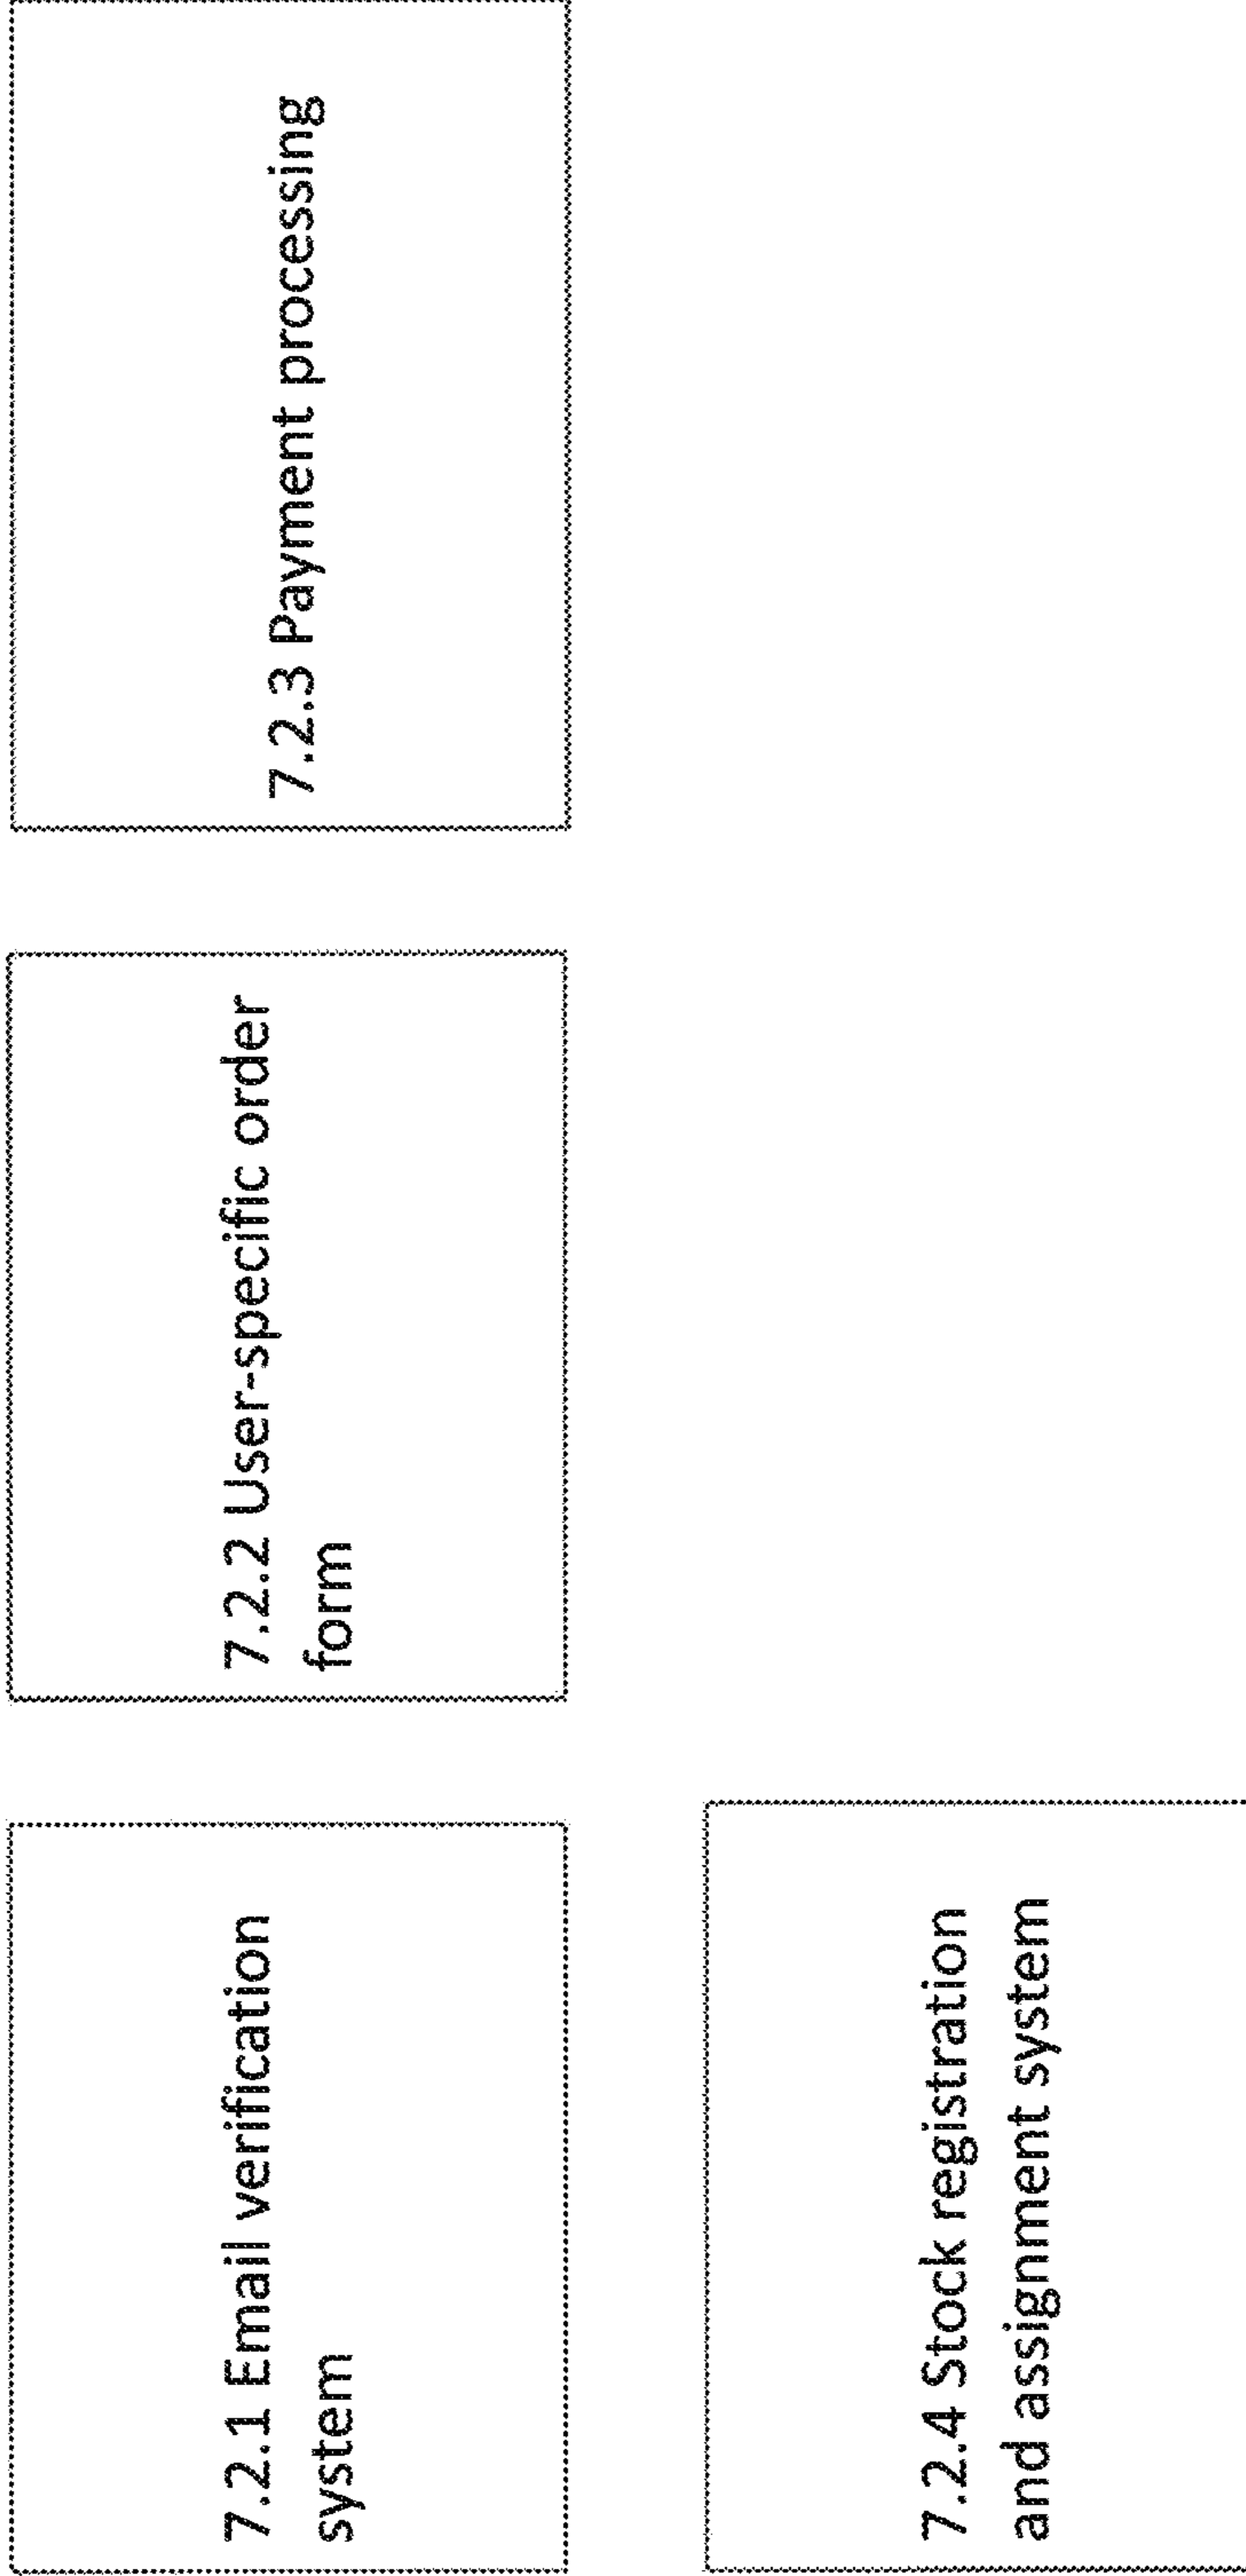 7.2.1 Email verification
system
7.2.2 User-specific order
form
7.2.3 Payment processing
7.2.4 Stock registration
and assignment system